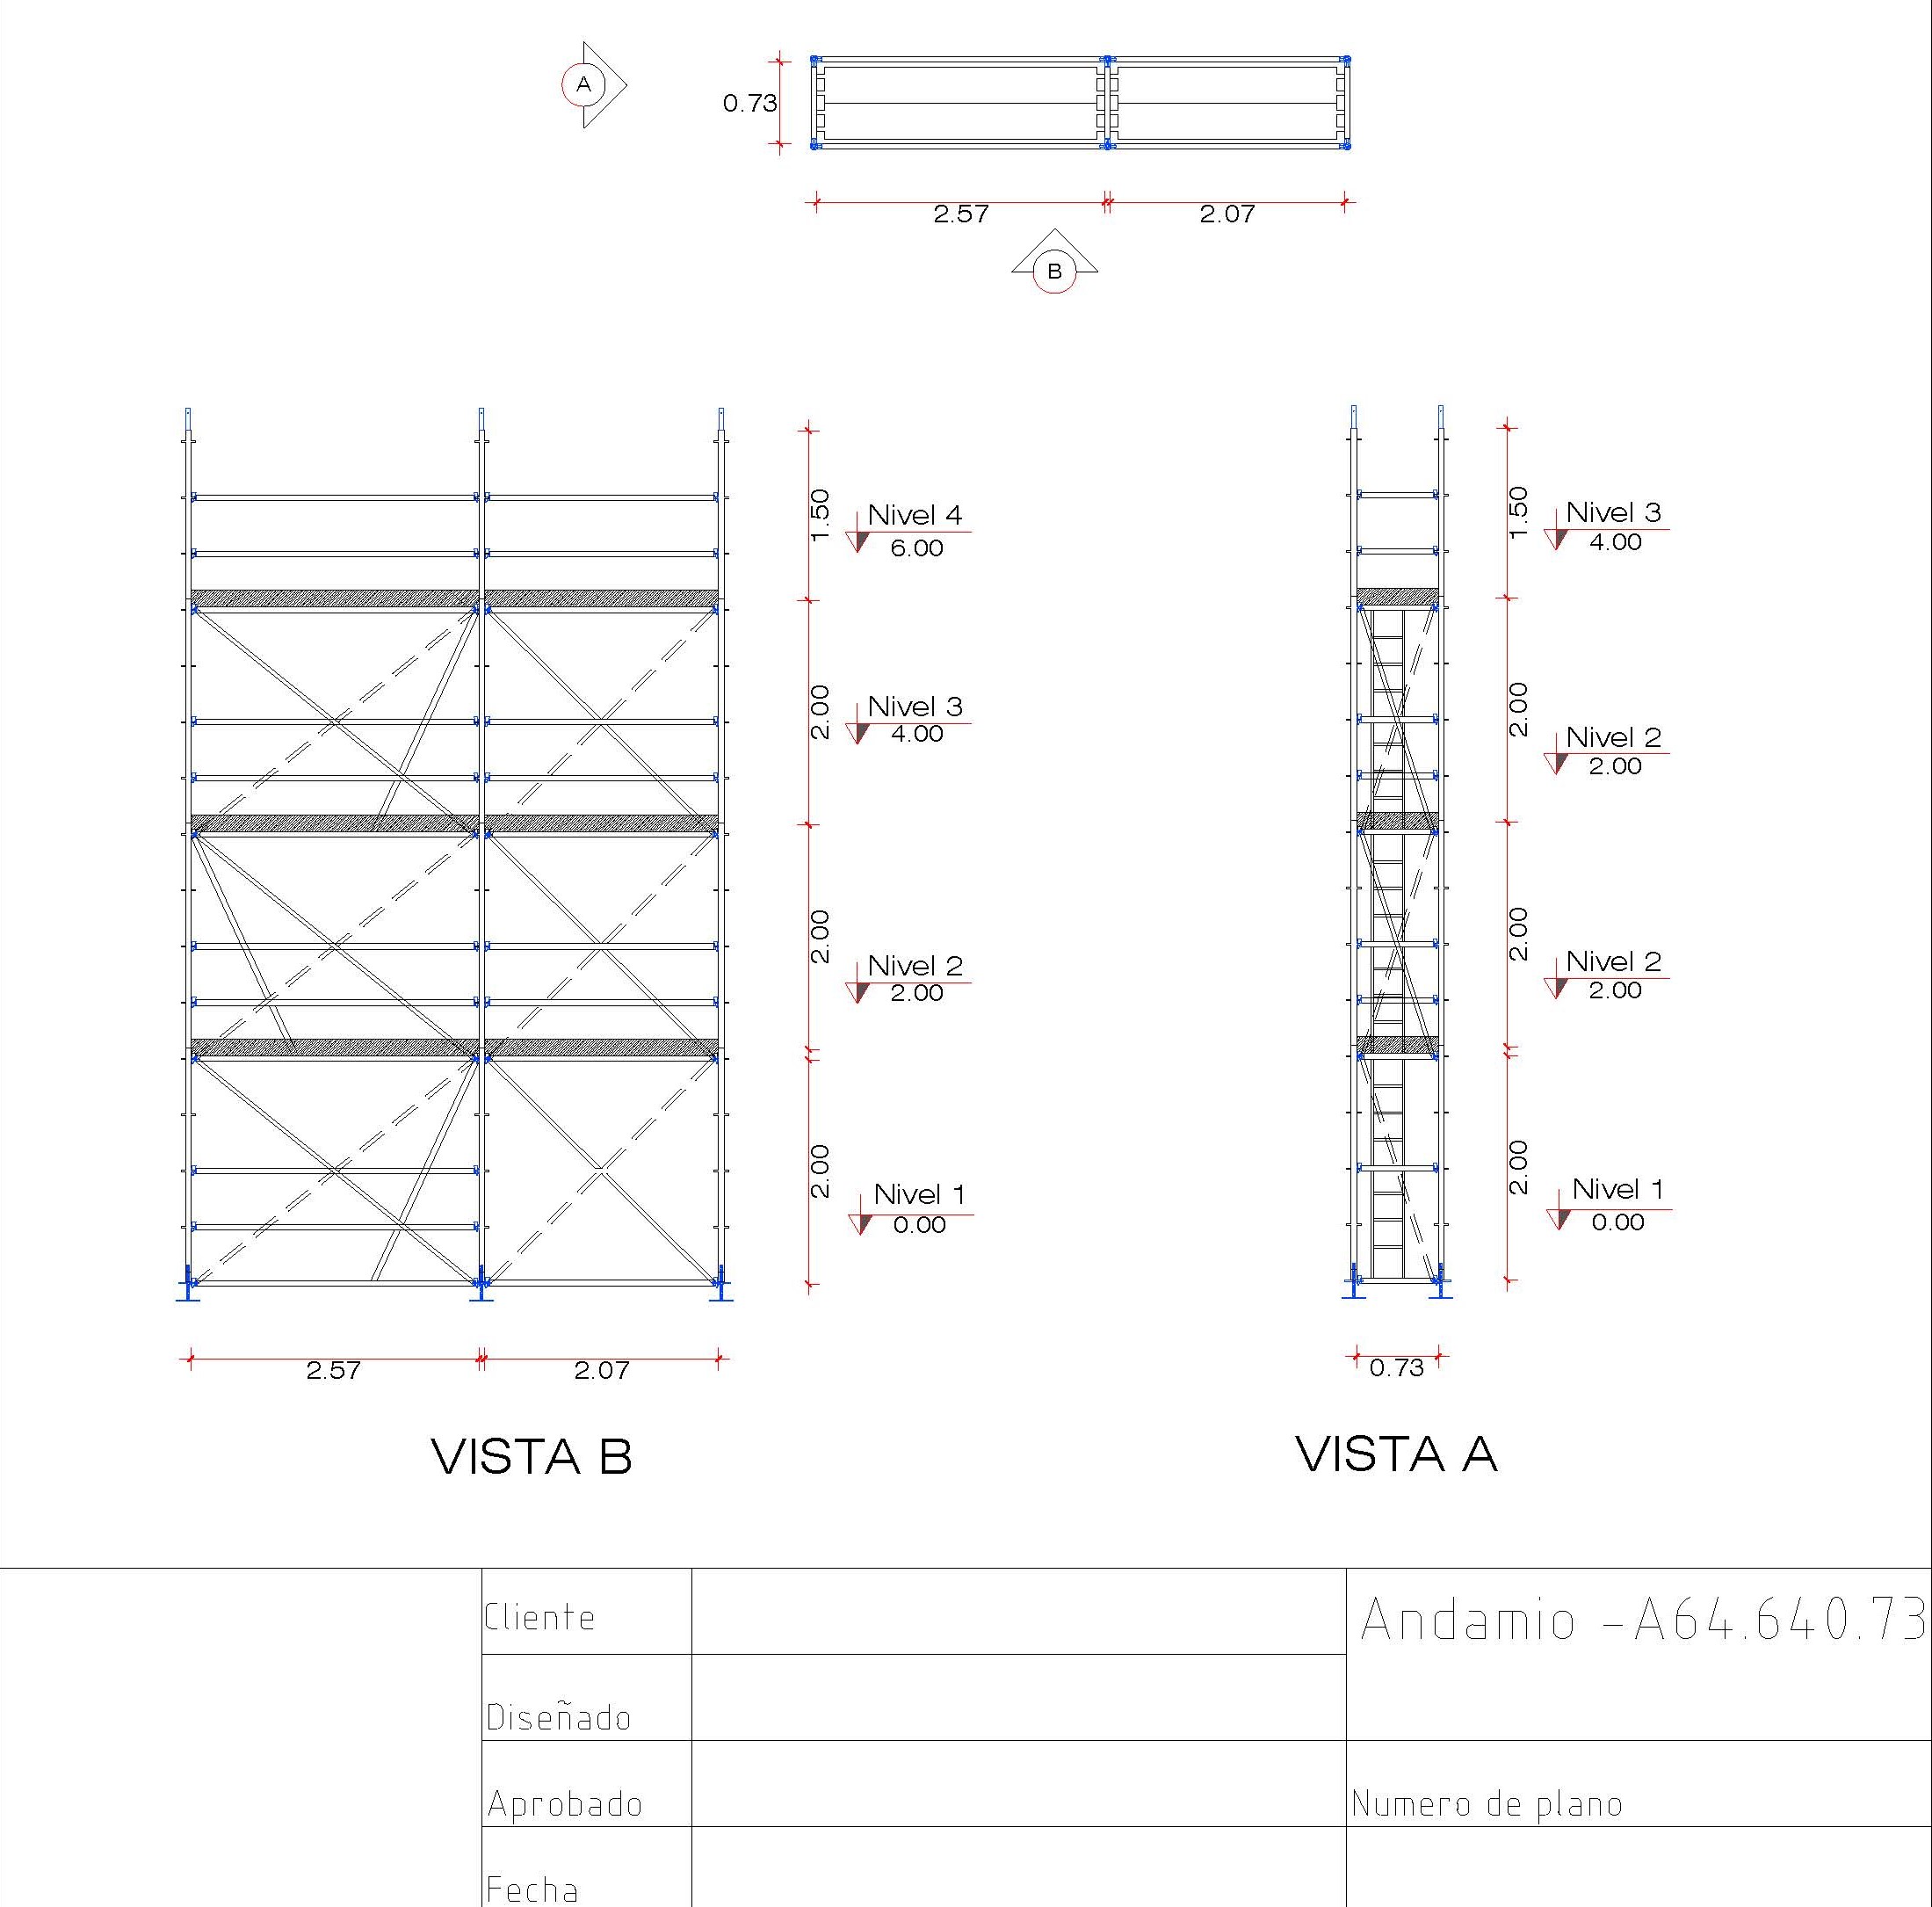 A
0.73
2.57
2.07
B
1.50
Nivel 4
6.00
2.00
Nivel 3
4.00
2.00
Nivel 2
2.00
2.00
Nivel 1
0.00
2.57
2.07
VISTA B
1.50
Nivel 3
4.00
2.00
Nivel 2
2.00
2.00
Nivel 2
2.00
2.00
Nivel 1
0.00
0.73
VISTA A
Cliente
Diseñado
Aprobado
Fecha
Andamio -A64.640.73
Numero de plano